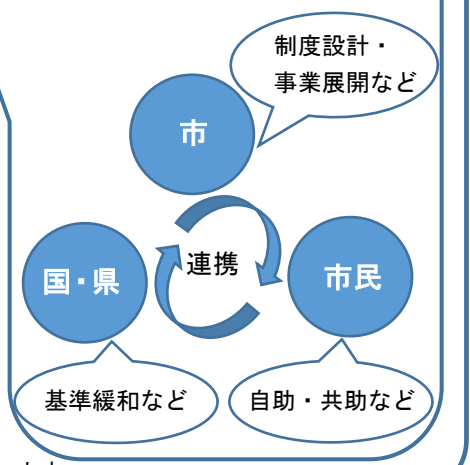 制度設計・
事業展開など
市
連携
国・県
市民
基準緩和など
自助・共助など